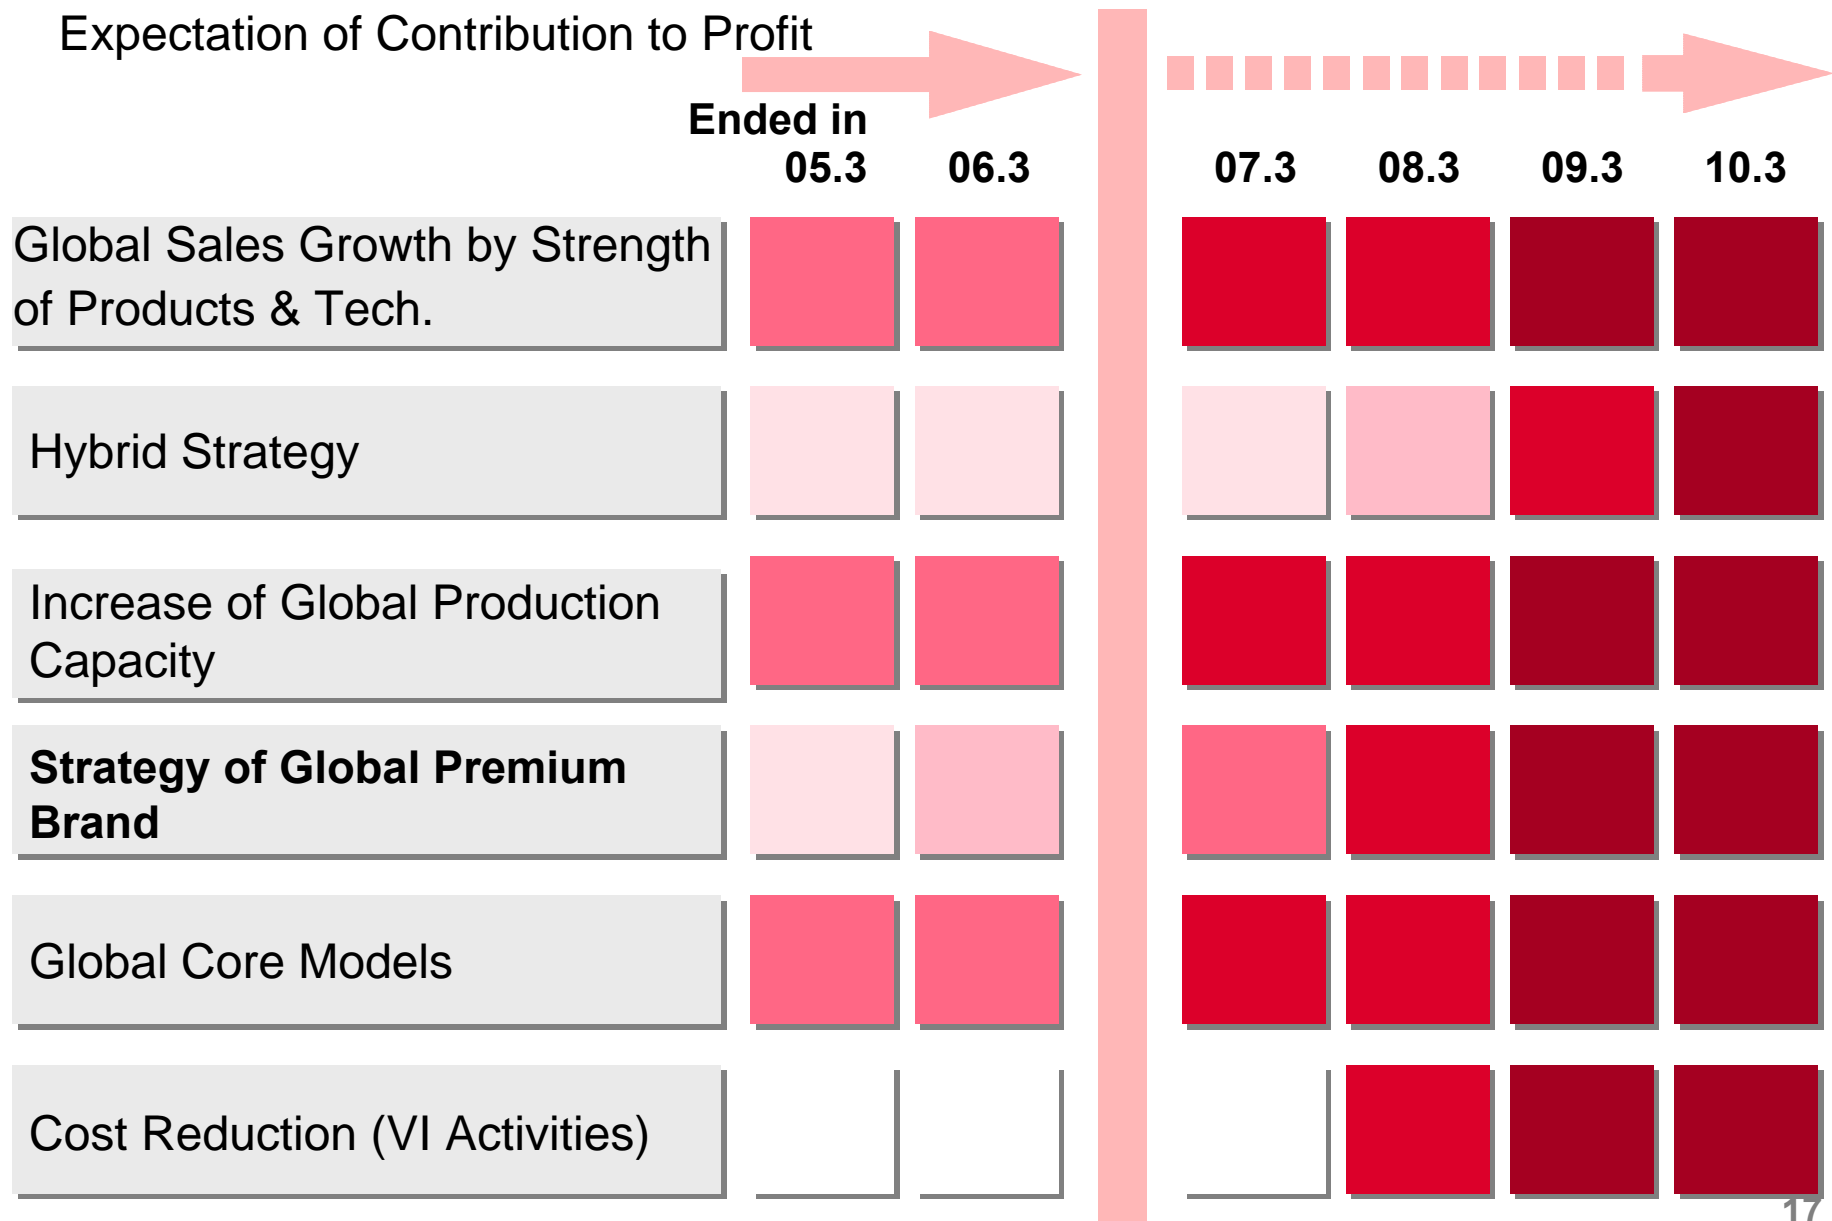 Expectation of Contribution to Profit
Ended in
05.3 06.3 07.3 08.3 09.3 10.3
Global Sales Growth by Strength
of Products & Tech.
Hybrid Strategy
Increase of Global Production
Capacity
Strategy of Global Premium
Brand
Global Core Models
Cost Reduction (VI Activities)
17